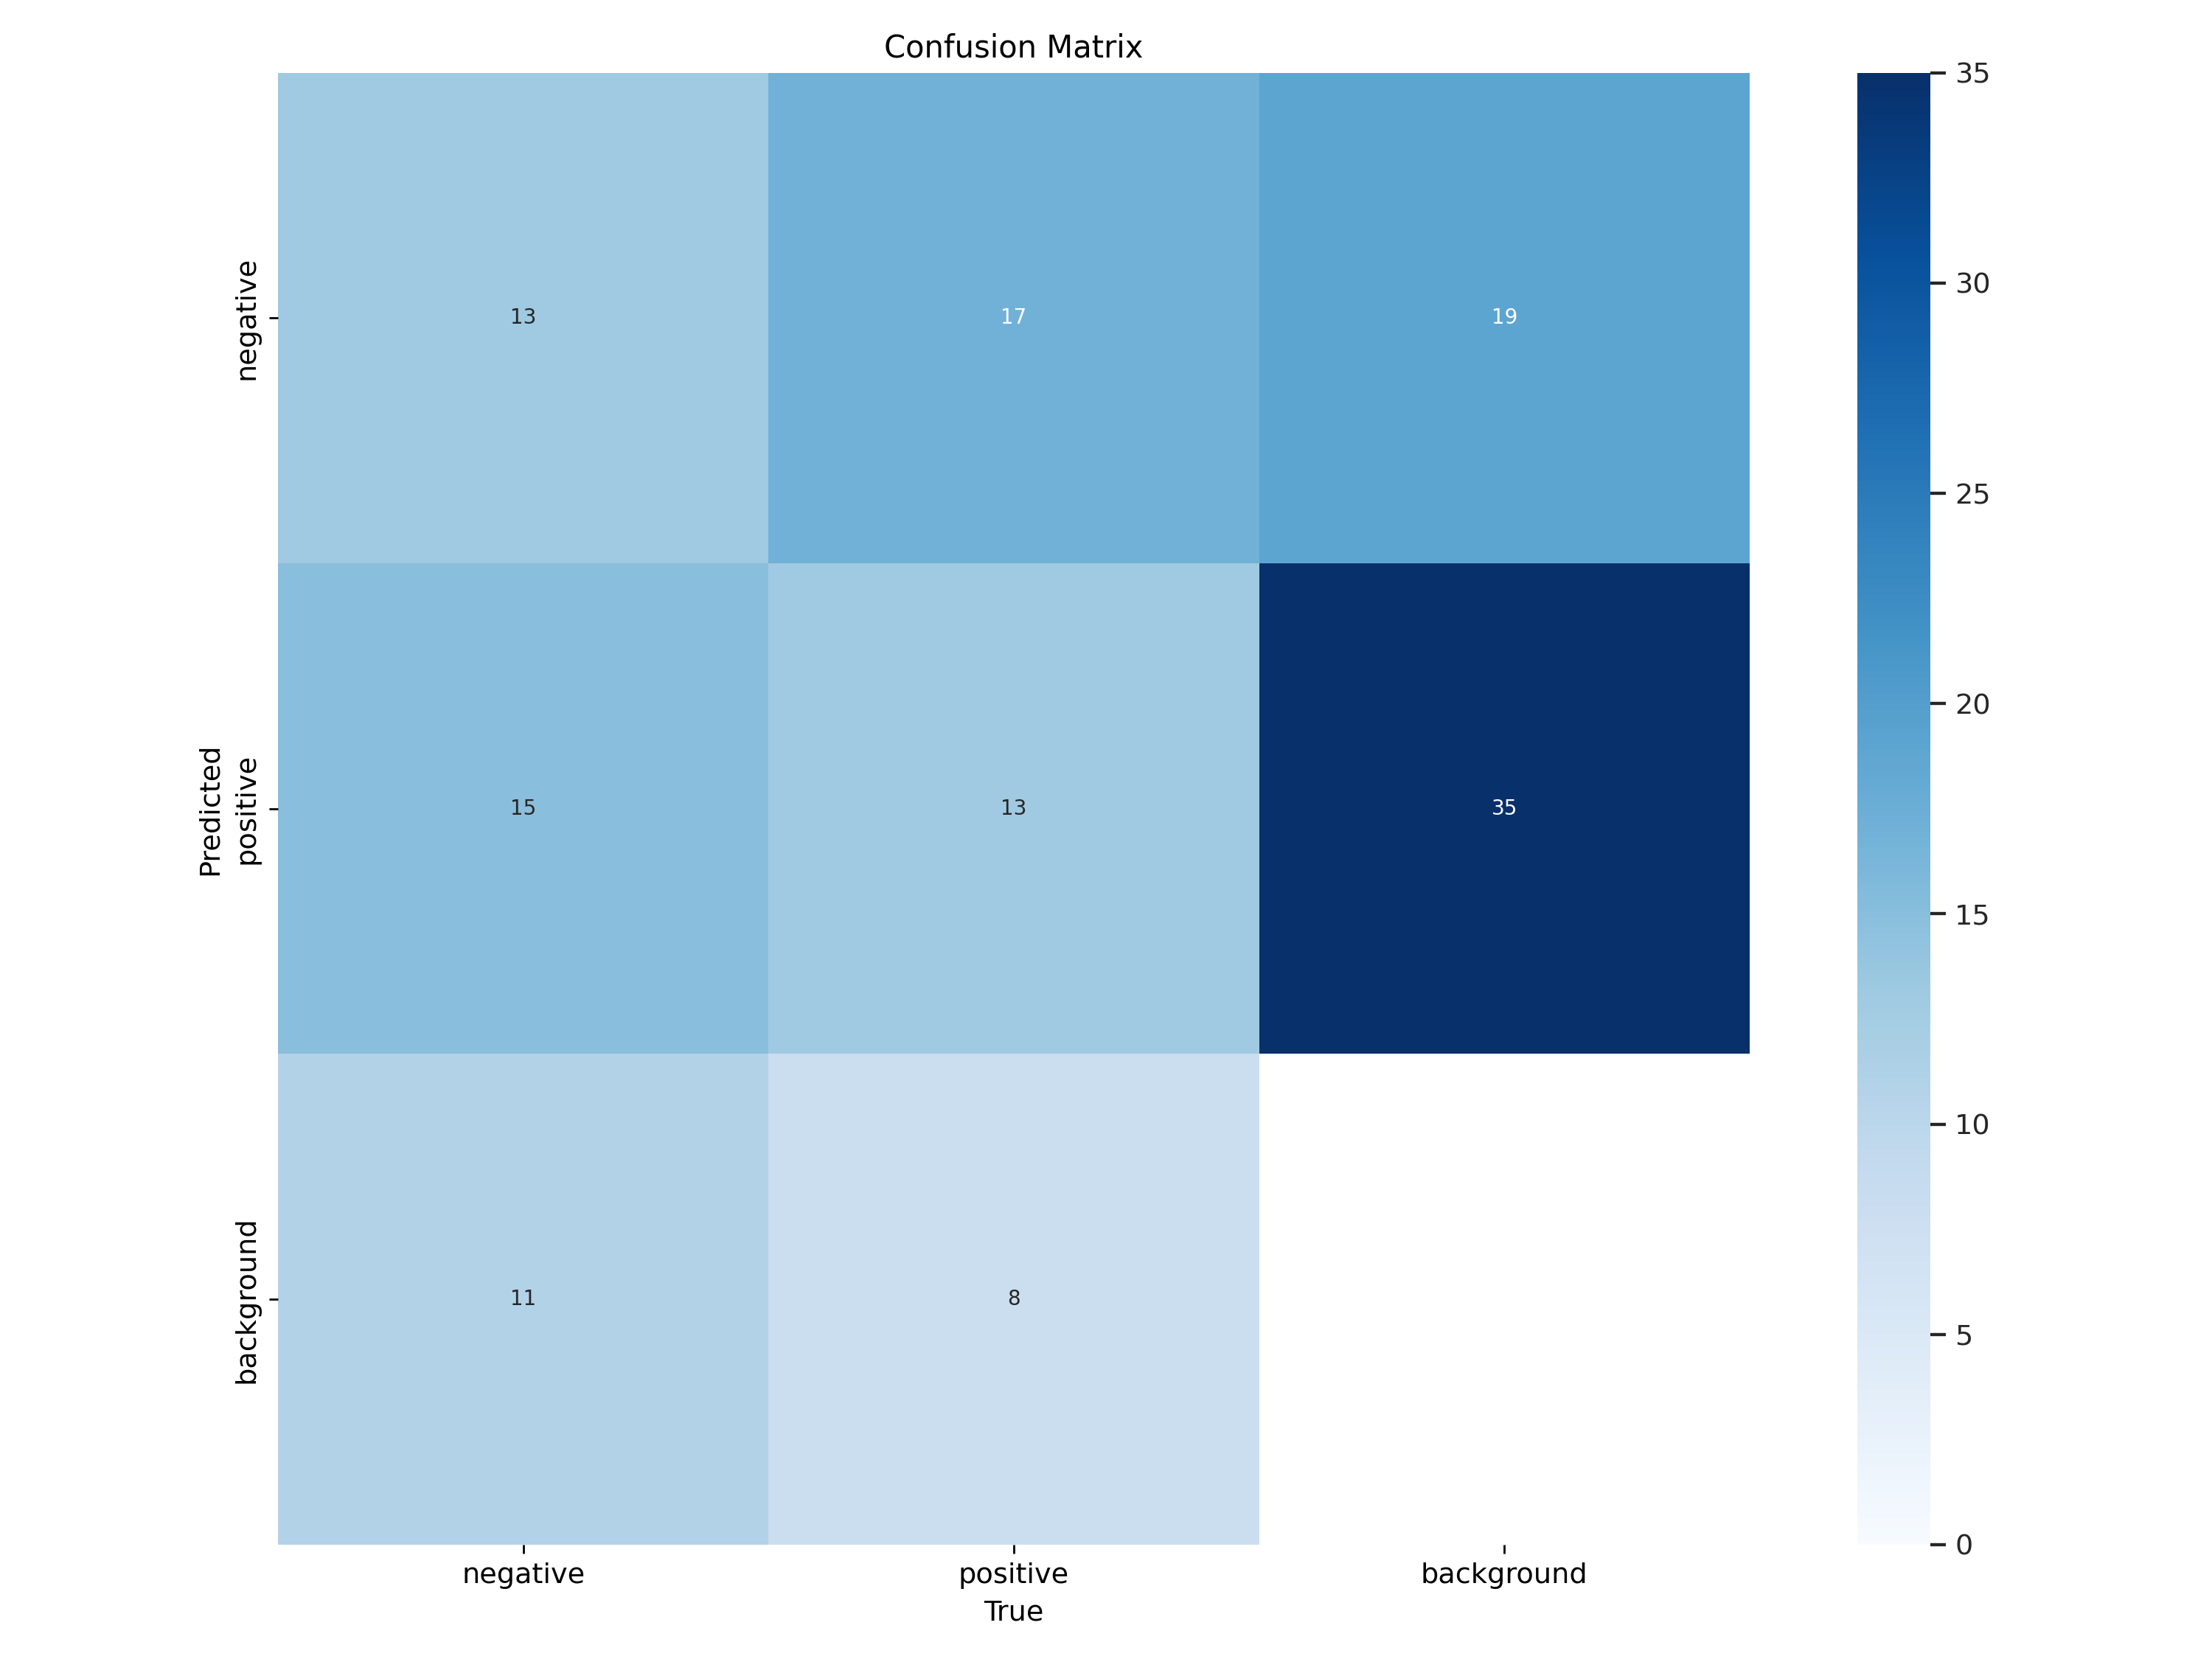 Confusion Matrix
negative
13
17
19
positive
15
13
35
background
11
8
Predicted
negative
positive
background
True
35
30
25
20
15
10
5
0